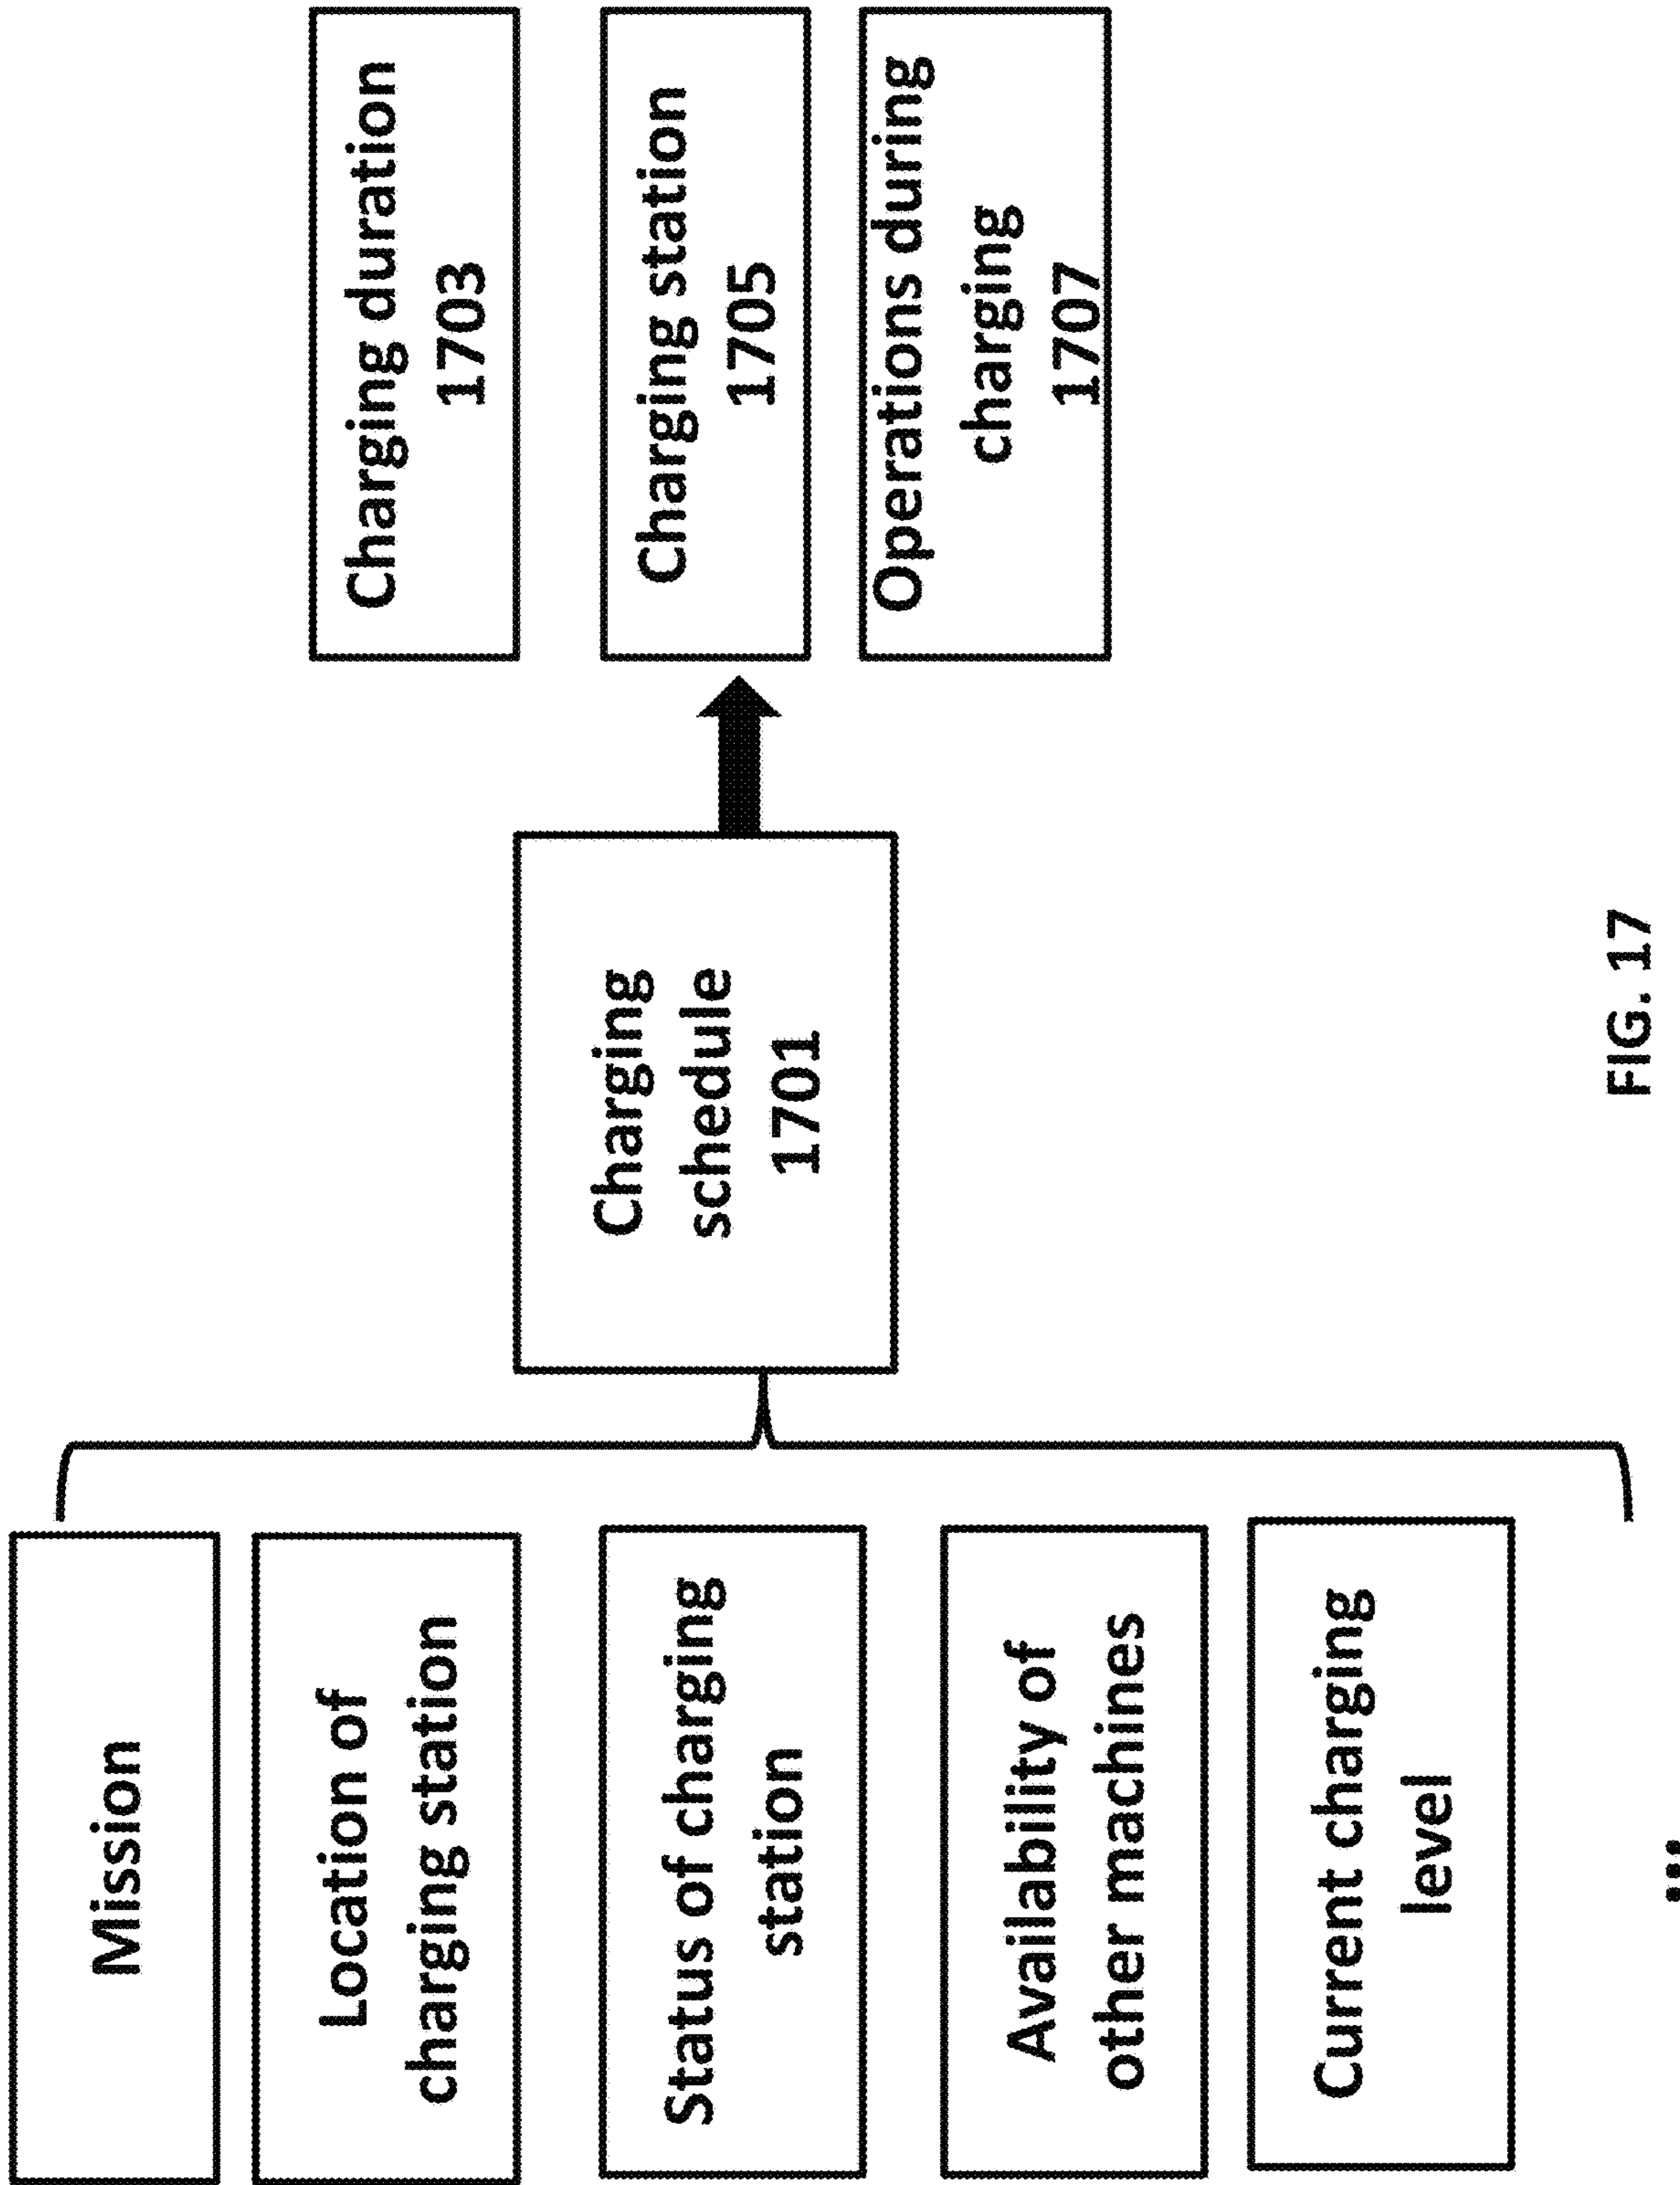 Mission
Location of
charging station
Status of charging
station
Availability of
other machines
Current charging
level
...
Charging
schedule
1701
Charging duration
1703
Charging station
1705
Operations during
charging
1707
FIG. 17